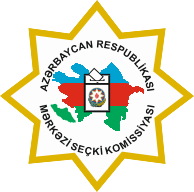 AZƏRBAYCAN RESPUBLİKASI
MƏRKƏZİ SEÇKİ KOMİSSİYASI